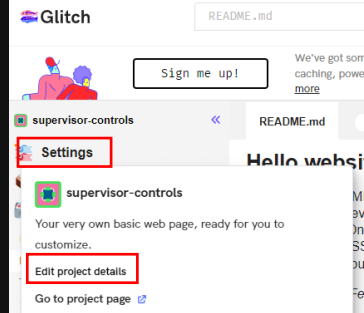 Glitch
README.md
We've got som
caching, powe
more
Sign me up!
supervisor-controls
README.md
Settings
Hello websi
supervisor-controls
Your very own basic web page, ready for you to
customize.
Edit project details
Go to project page